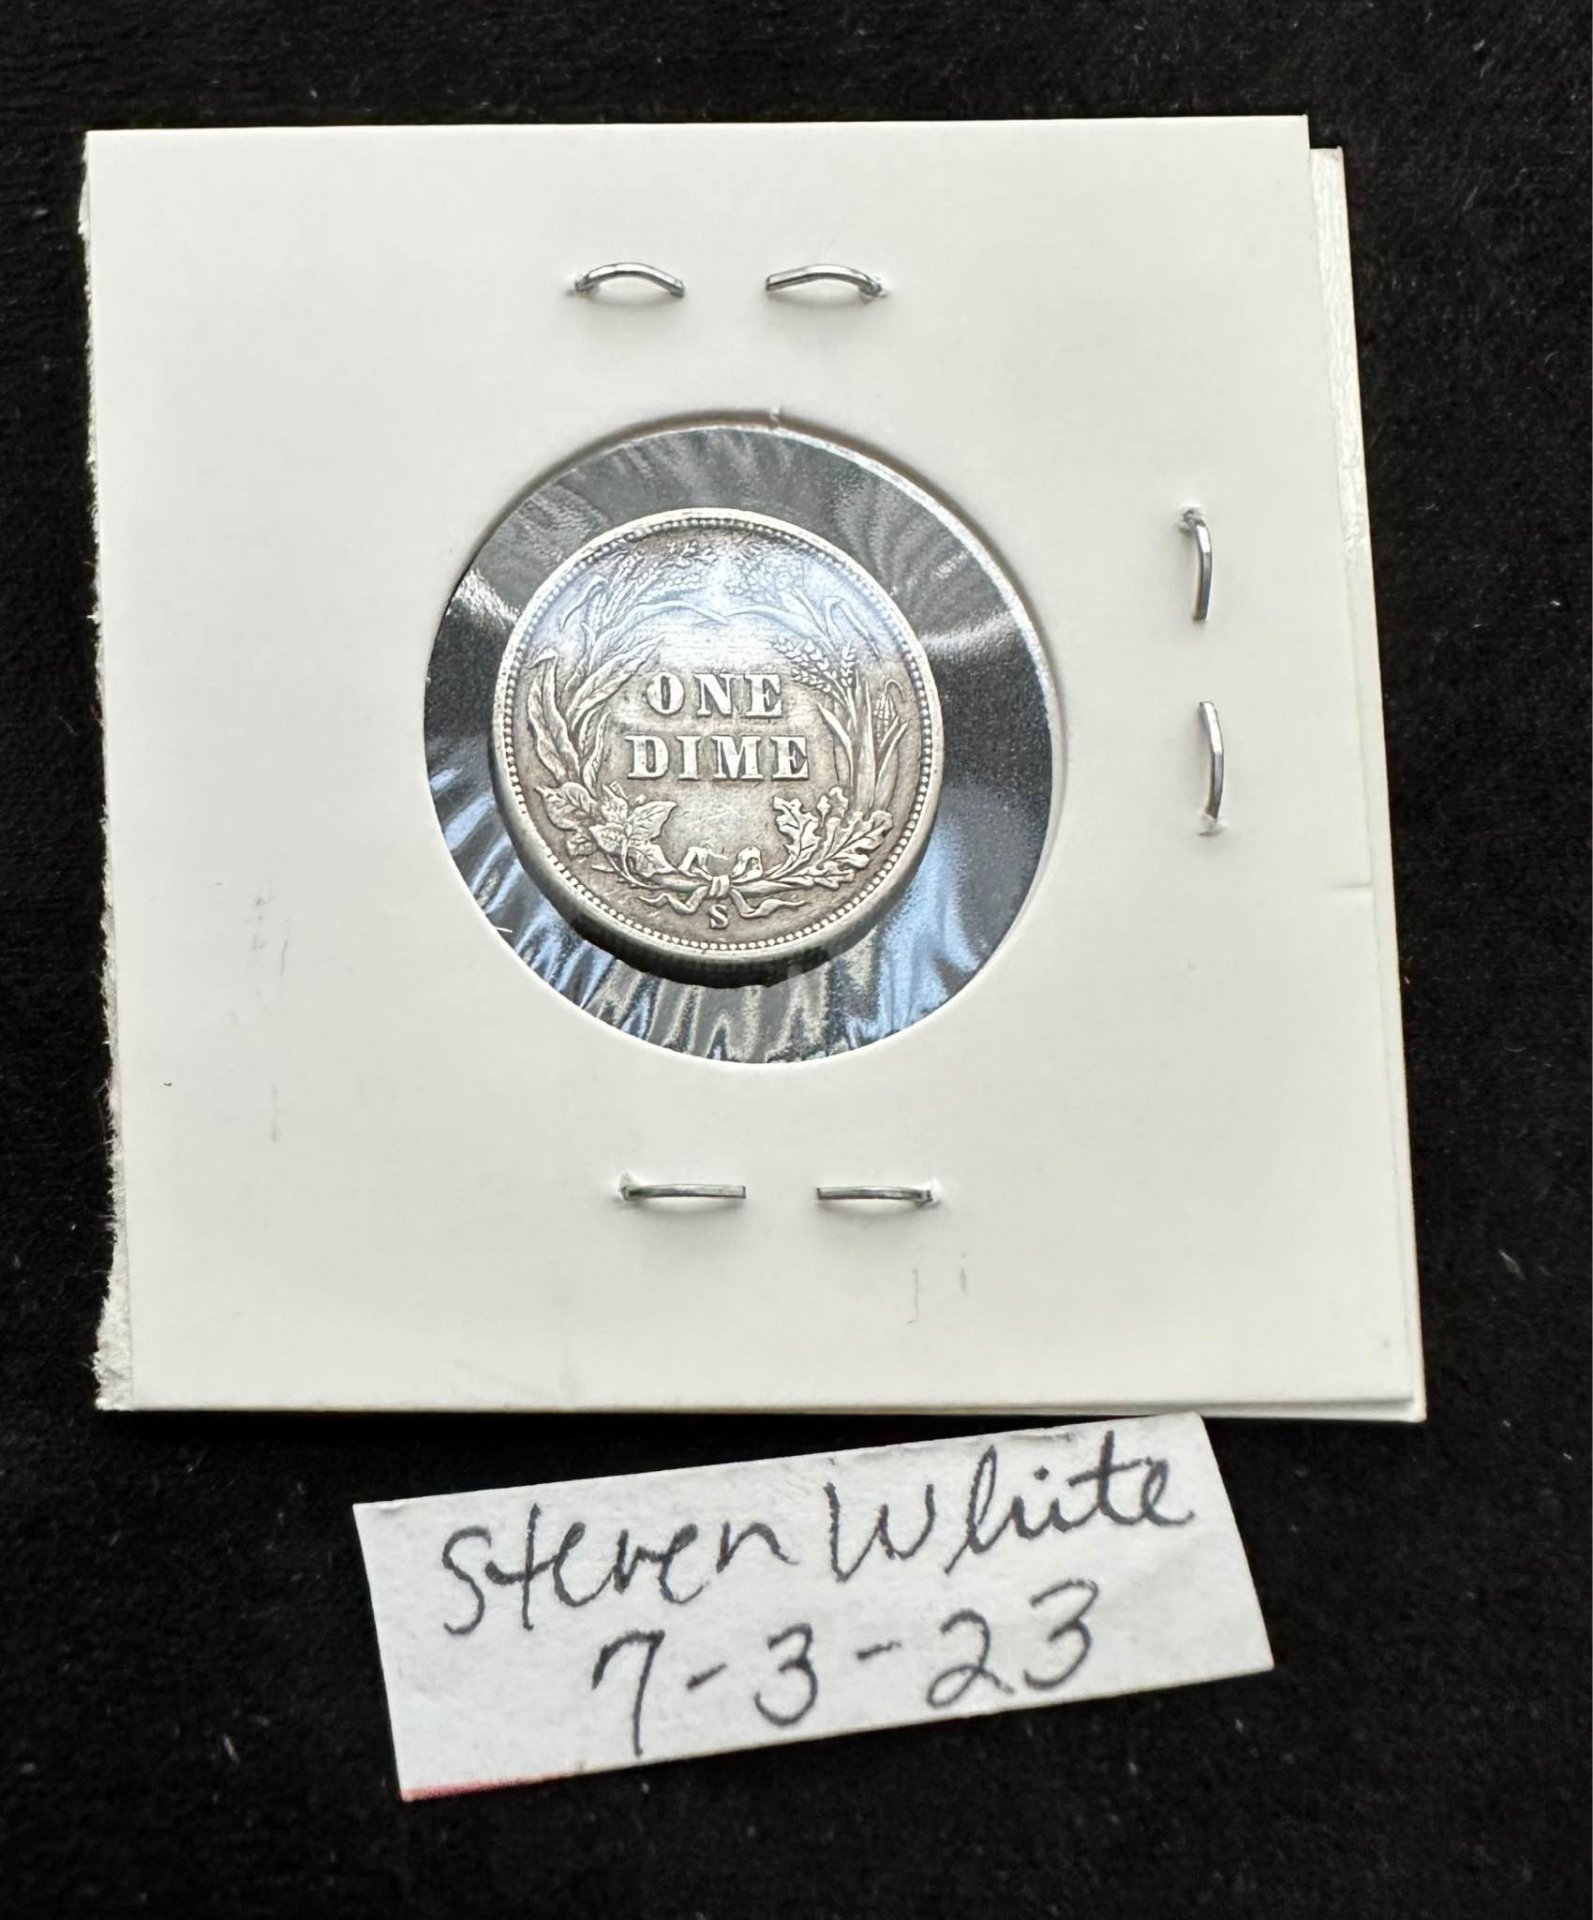 ONE
DIME
S
Steven White
7-3-23